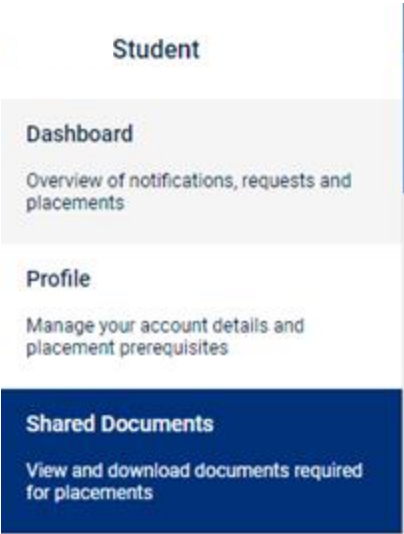 Student
Dashboard
Overview of notifications, requests and
placements
Profile
Manage your account details and
placement prerequisites
Shared Documents
View and download documents required
for placements